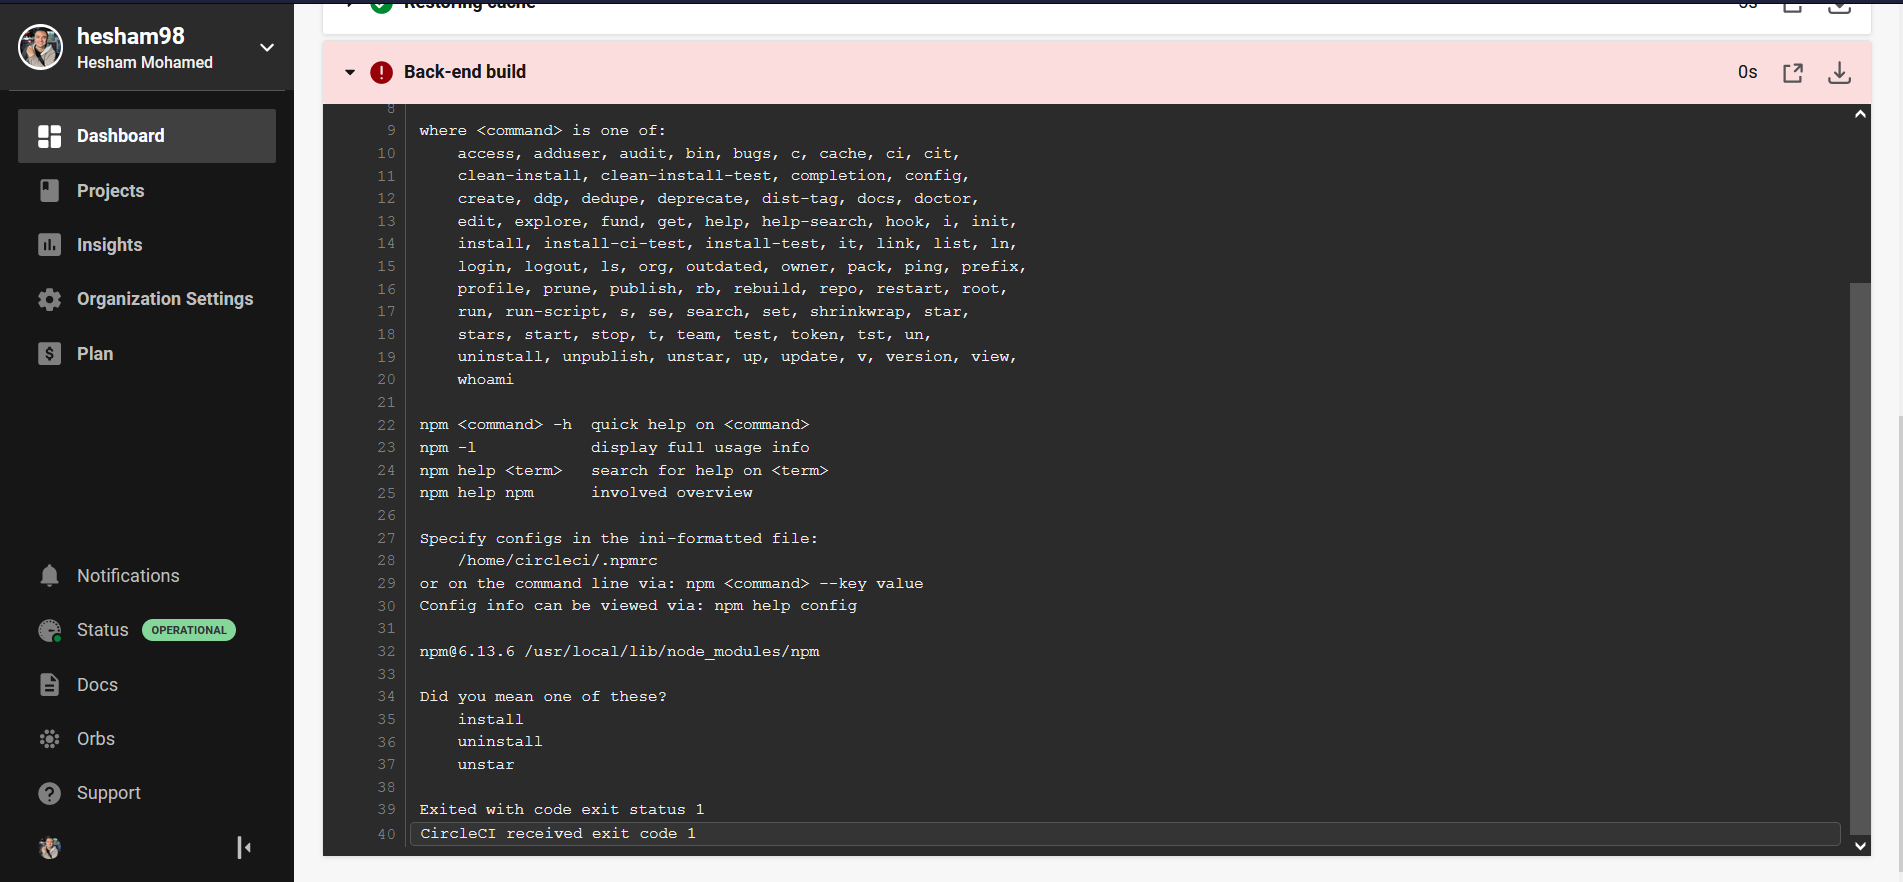 hesham98
Hesham Mohamed
Dashboard
Projects
Insights
Organization Settings
Plan
Notifications
Status OPERATIONAL
Docs
Orbs
Support
Restoring cache 0s
Back-end build 0s
8
9 where <command> is one of:
10 access, adduser, audit, bin, bugs, c, cache, ci, cit,
11 clean-install, clean-install-test, completion, config,
12 create, ddp, dedupe, deprecate, dist-tag, docs, doctor,
13 edit, explore, fund, get, help, help-search, hook, i, init,
14 install, install-ci-test, install-test, it, link, list, ln,
15 login, logout, ls, org, outdated, owner, pack, ping, prefix,
16 profile, prune, publish, rb, rebuild, repo, restart, root,
17 run, run-script, s, se, search, set, shrinkwrap, star,
18 stars, start, stop, t, team, test, token, tst, un,
19 uninstall, unpublish, unstar, up, update, v, version, view,
20 whoami
21
22 npm <command> -h quick help on <command>
23 npm -l display full usage info
24 npm help <term> search for help on <term>
25 npm help npm involved overview
26
27 Specify configs in the ini-formatted file:
28 /home/circleci/.npmrc
29 or on the command line via: npm <command> --key value
30 Config info can be viewed via: npm help config
31
32 npm@6.13.6 /usr/local/lib/node_modules/npm
33
34 Did you mean one of these?
35 install
36 uninstall
37 unstar
38
39 Exited with code exit status 1
40 CircleCI received exit code 1